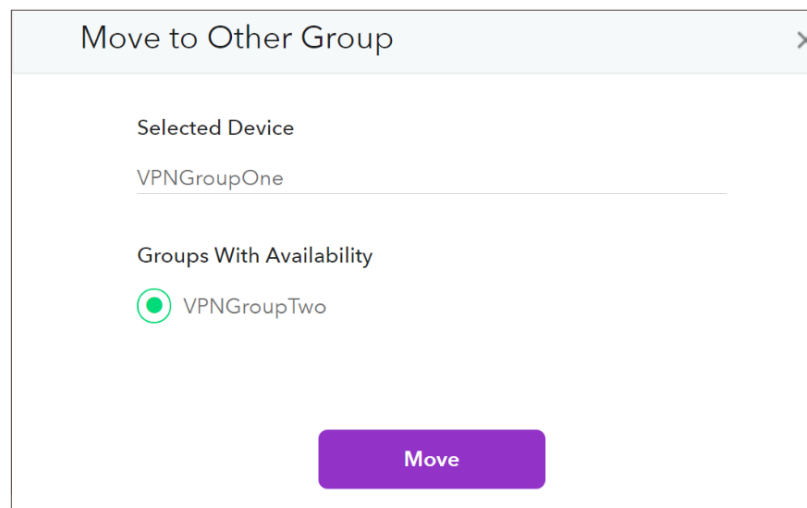 Move to Other Group
Selected Device
VPNGroupOne
Groups With Availability
VPNGroupTwo
Move